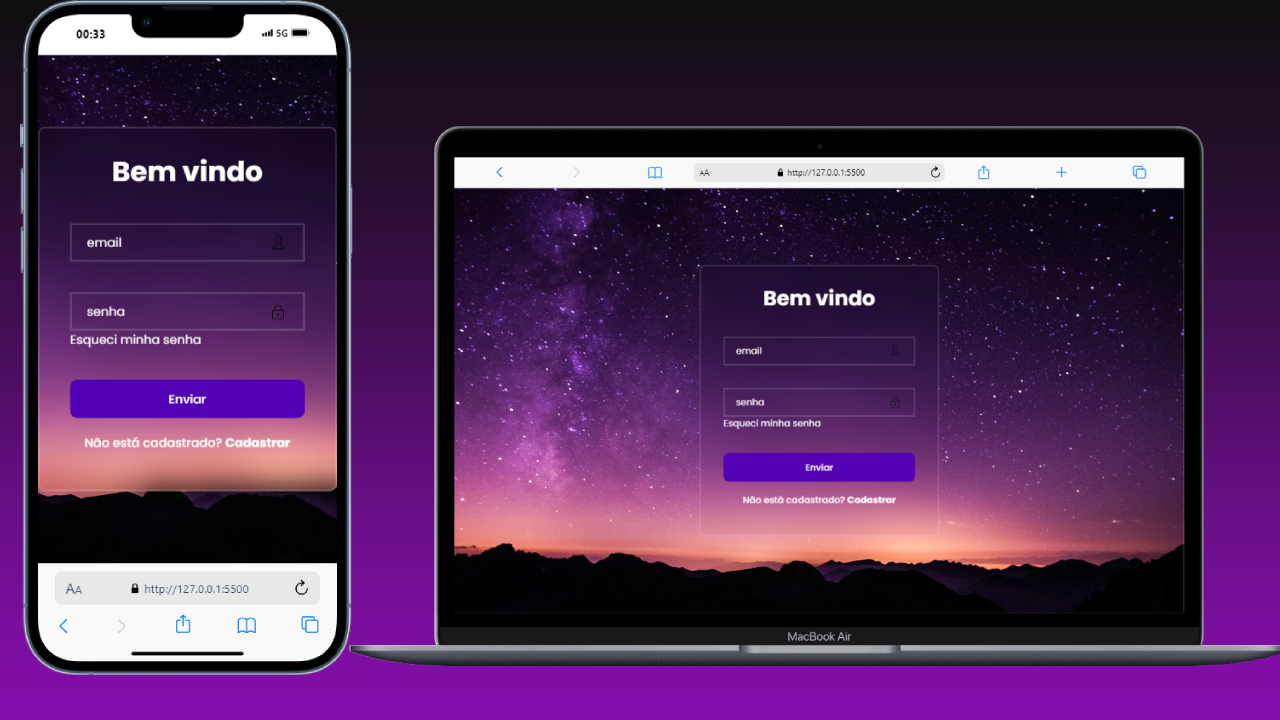 00:33
5G
Bem vindo
email
senha
Esqueci minha senha
Enviar
Não está cadastrado? Cadastrar
AA
http://127.0.0.1:5500
AA
http://127.0.0.1:5500
Bem vindo
email
senha
Esqueci minha senha
Enviar
Não está cadastrado? Cadastrar
MacBook Air